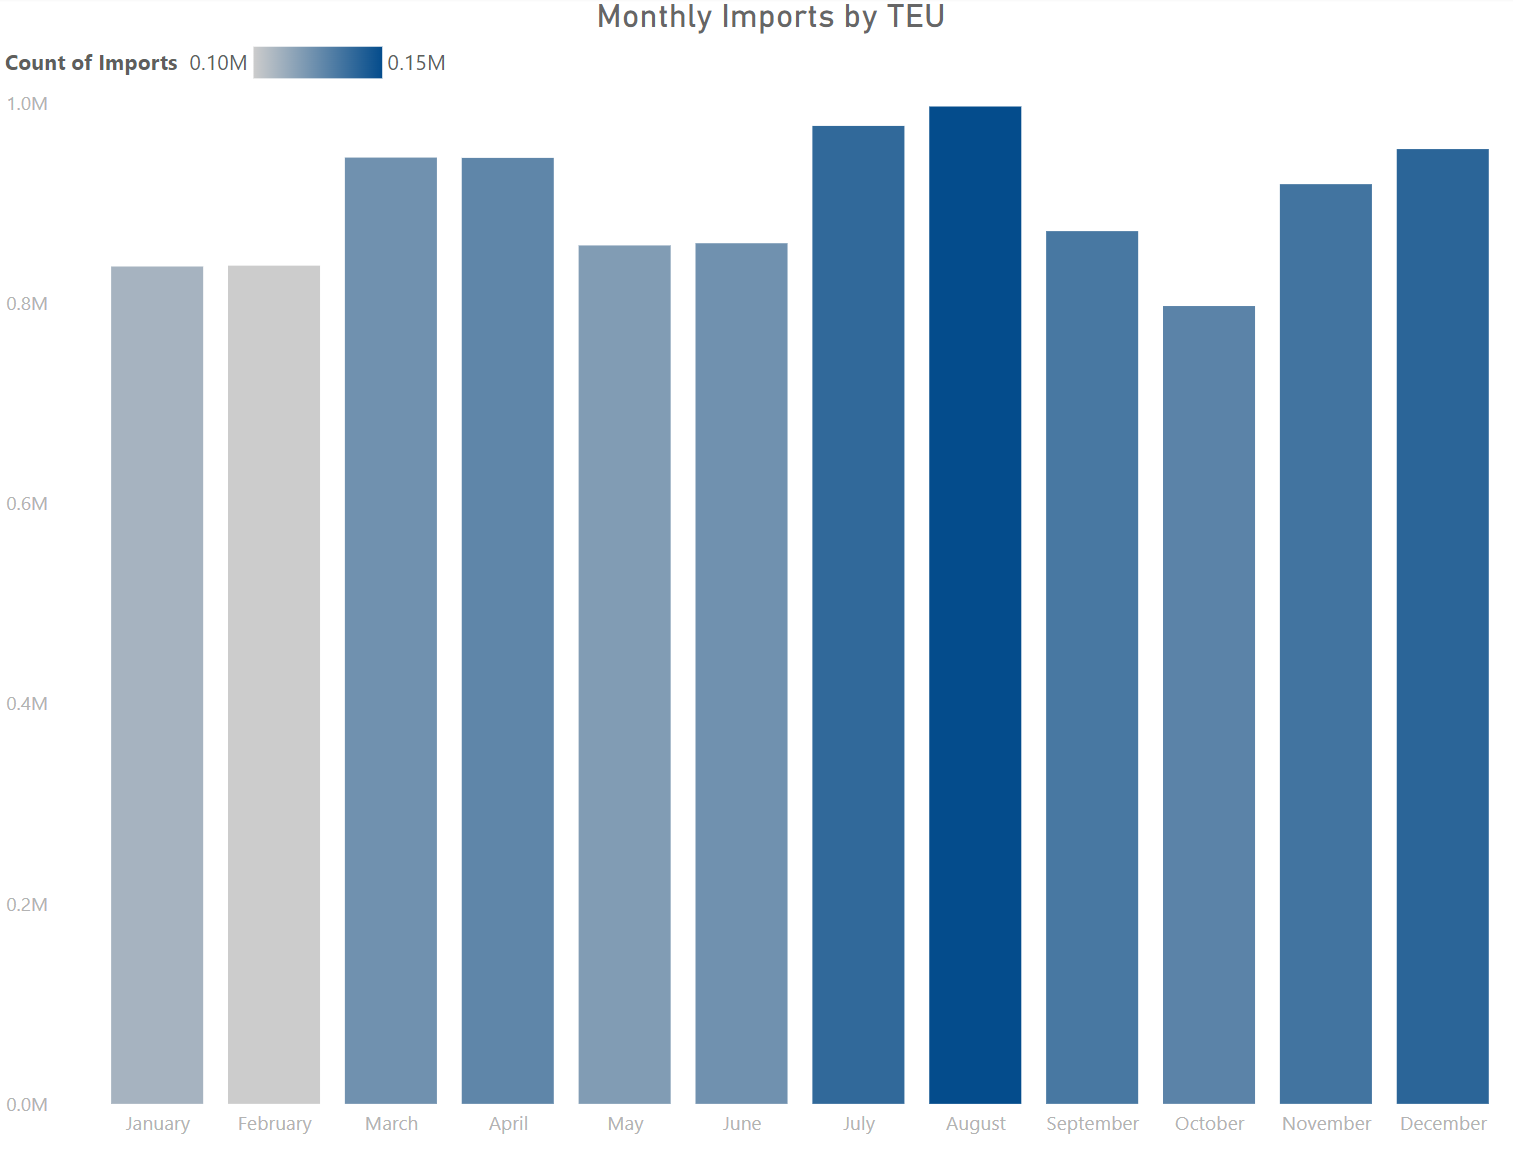 Monthly Imports by TEU
Count of Imports 0.10M 0.15M
1.0M
0.8M
0.6M
0.4M
0.2M
0.0M
January February March April May June July August September October November December